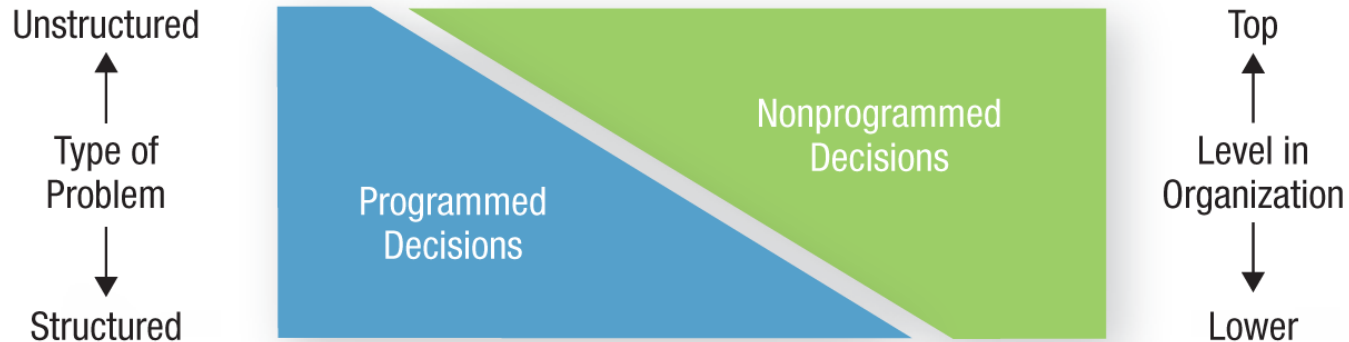 Unstructured
Type of
Problem
Structured
Programmed
Decisions
Nonprogrammed
Decisions
Top
Level in
Organization
Lower